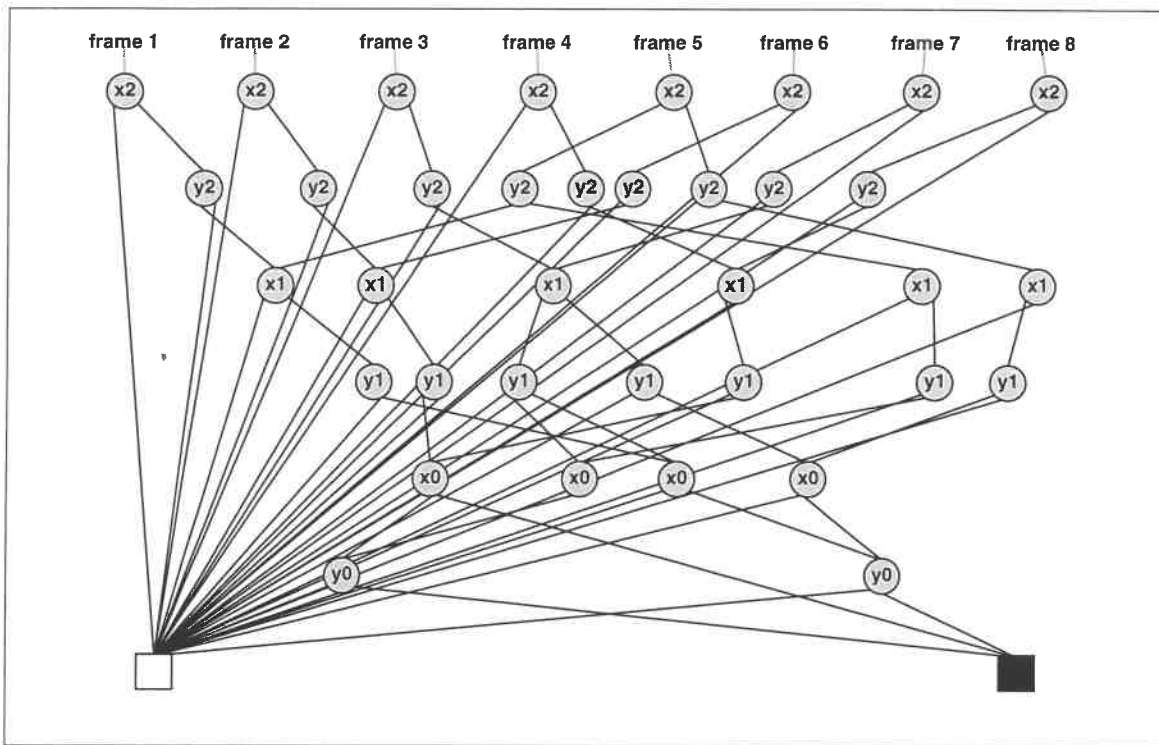 frame 1 frame 2 frame 3 frame 4 frame 5 frame 6 frame 7 frame 8
x2 x2 x2 x2 x2 x2 x2 x2
y2 y2 y2 y2 y2 y2 y2 y2 y2
x1 x1 x1 x1 x1 x1
y1 y1 y1 y1 y1 y1 y1
x0 x0 x0 x0
y0 y0